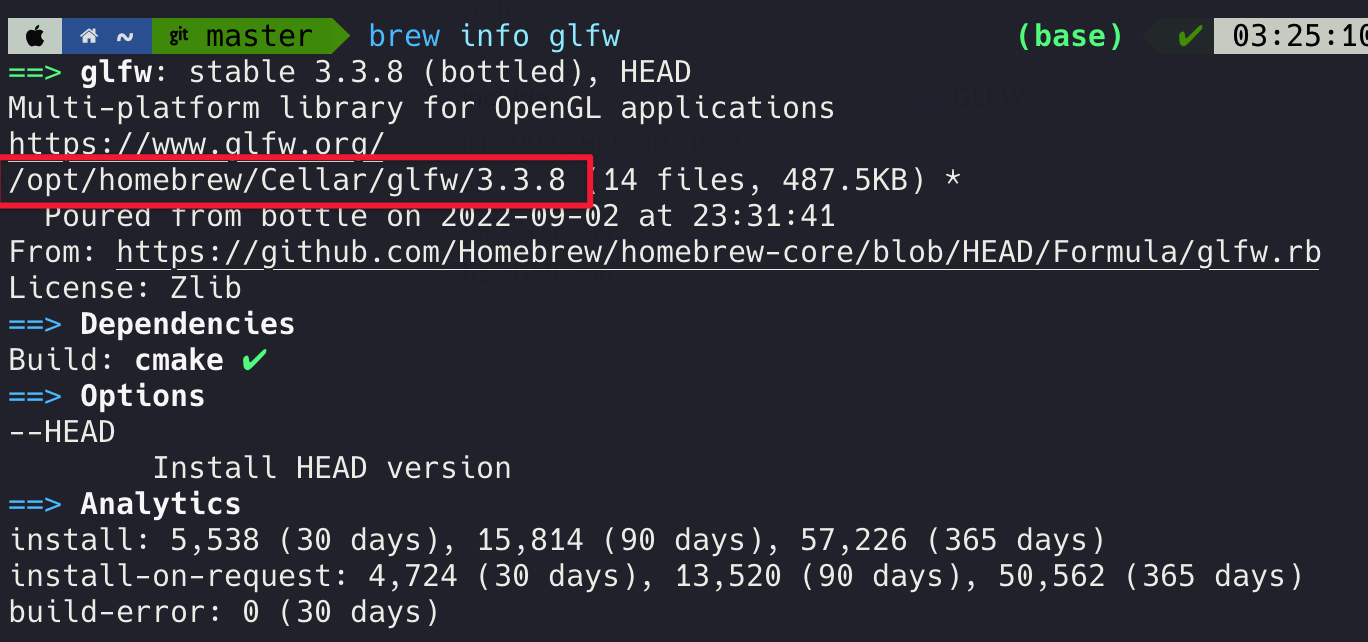 ~ git master brew info glfw (base) ✔ 03:25:10
==> glfw: stable 3.3.8 (bottled), HEAD
Multi-platform library for OpenGL applications
https://www.glfw.org/
/opt/homebrew/Cellar/glfw/3.3.8 (14 files, 487.5KB) *
  Poured from bottle on 2022-09-02 at 23:31:41
From: https://github.com/Homebrew/homebrew-core/blob/HEAD/Formula/glfw.rb
License: Zlib
==> Dependencies
Build: cmake ✔
==> Options
--HEAD
        Install HEAD version
==> Analytics
install: 5,538 (30 days), 15,814 (90 days), 57,226 (365 days)
install-on-request: 4,724 (30 days), 13,520 (90 days), 50,562 (365 days)
build-error: 0 (30 days)